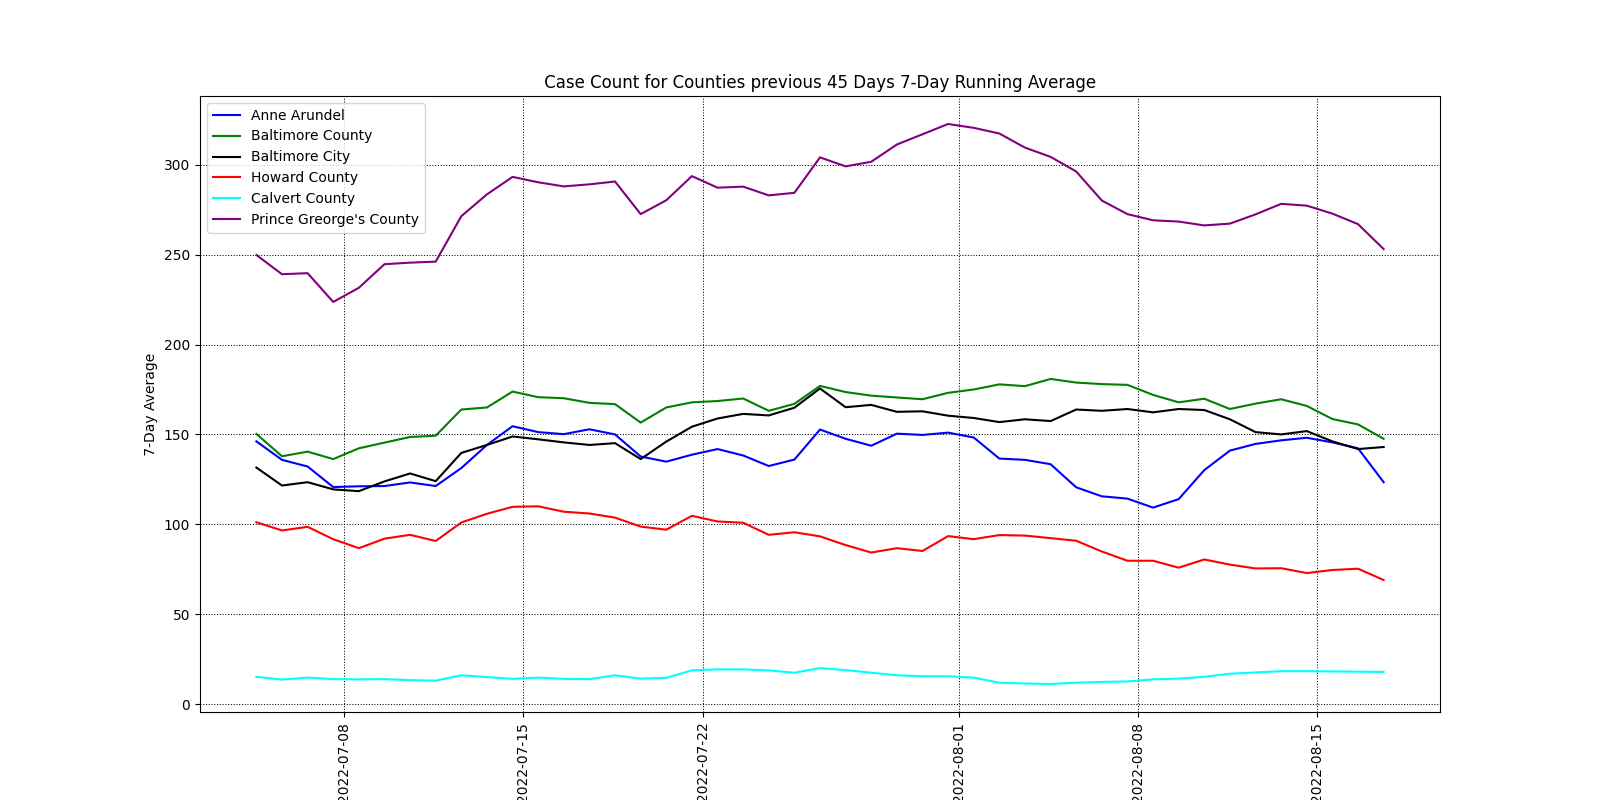 Case Count for Counties previous 45 Days 7-Day Running Average
Anne Arundel
Baltimore County
Baltimore City
Howard County
Calvert County
Prince Greorge's County
7-Day Average
300
250
200
150
100
50
0
2022-07-08
2022-07-15
2022-07-22
2022-08-01
2022-08-08
2022-08-15